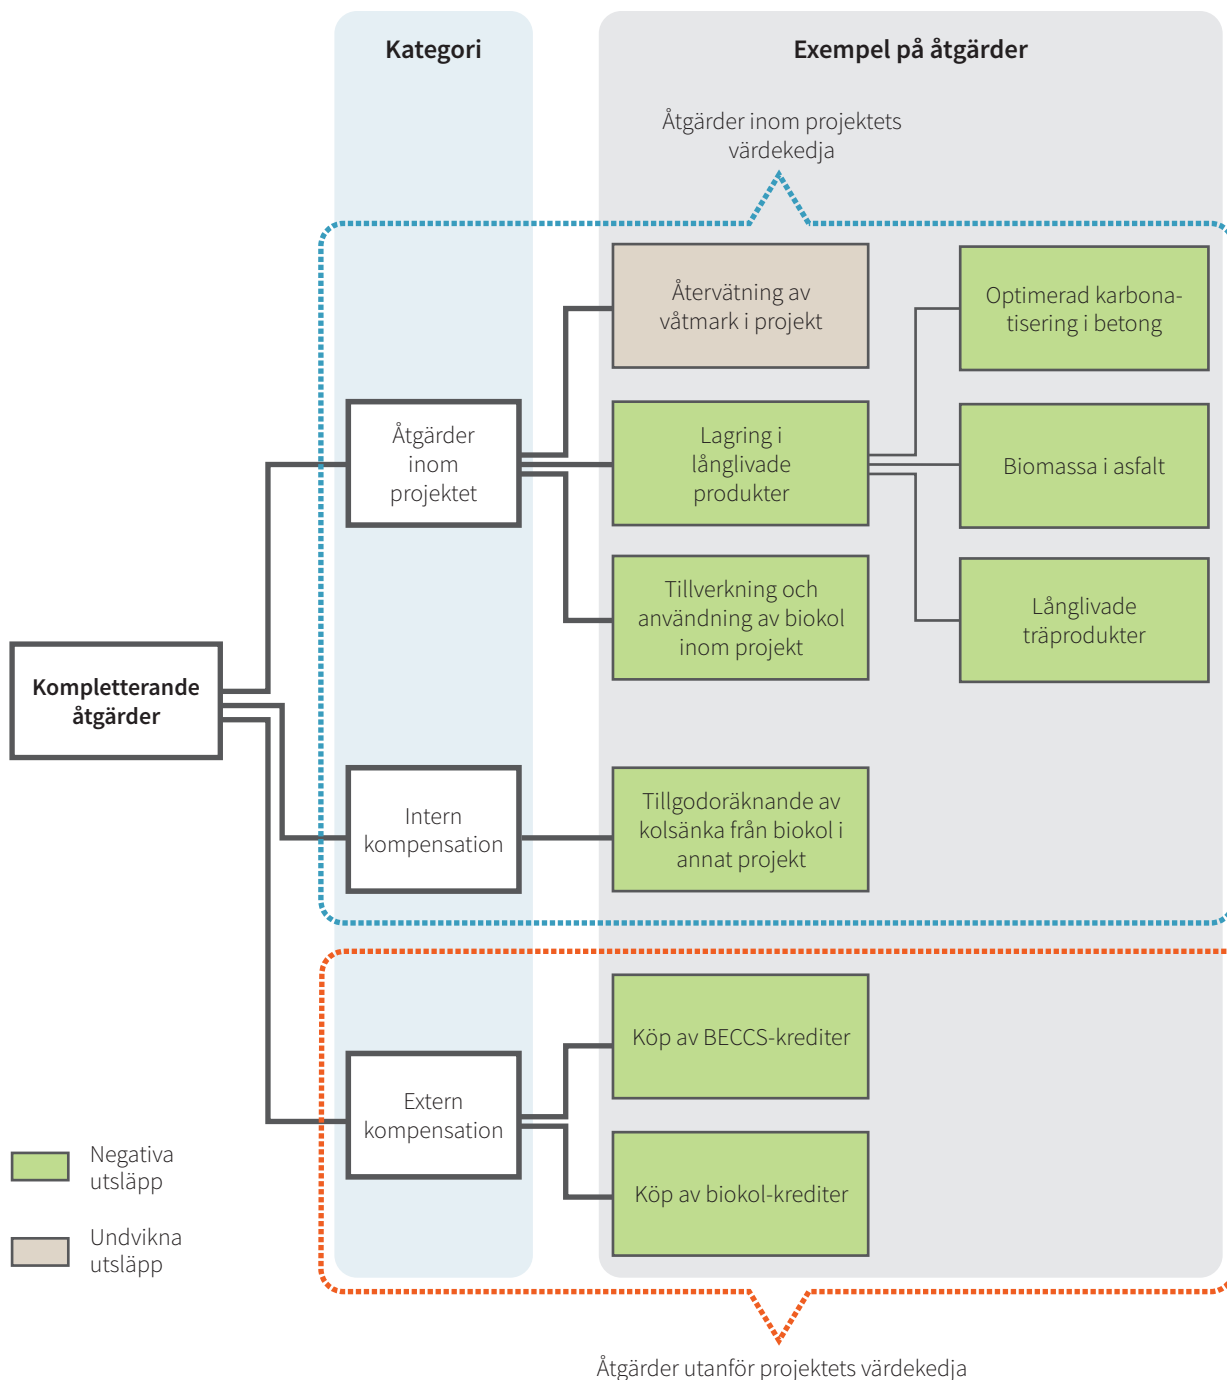 Kategori
Exempel på åtgärder
Åtgärder inom projektets
värdekedja
Återvätning av
våtmark i projekt
Optimerad karbona-
tisering i betong
Åtgärder
inom
projektet
Lagring i
långlivade
produkter
Biomassa i asfalt
Tillverkning och
användning av biokol
inom projekt
Långlivade
träprodukter
Kompletterande
åtgärder
Intern
kompensation
Tillgodoräknande av
kolsänka från biokol i
annat projekt
Köp av BECCS-krediter
Extern
kompensation
Köp av biokol-krediter
Negativa
utsläpp
Undvikna
utsläpp
Åtgärder utanför projektets värdekedja